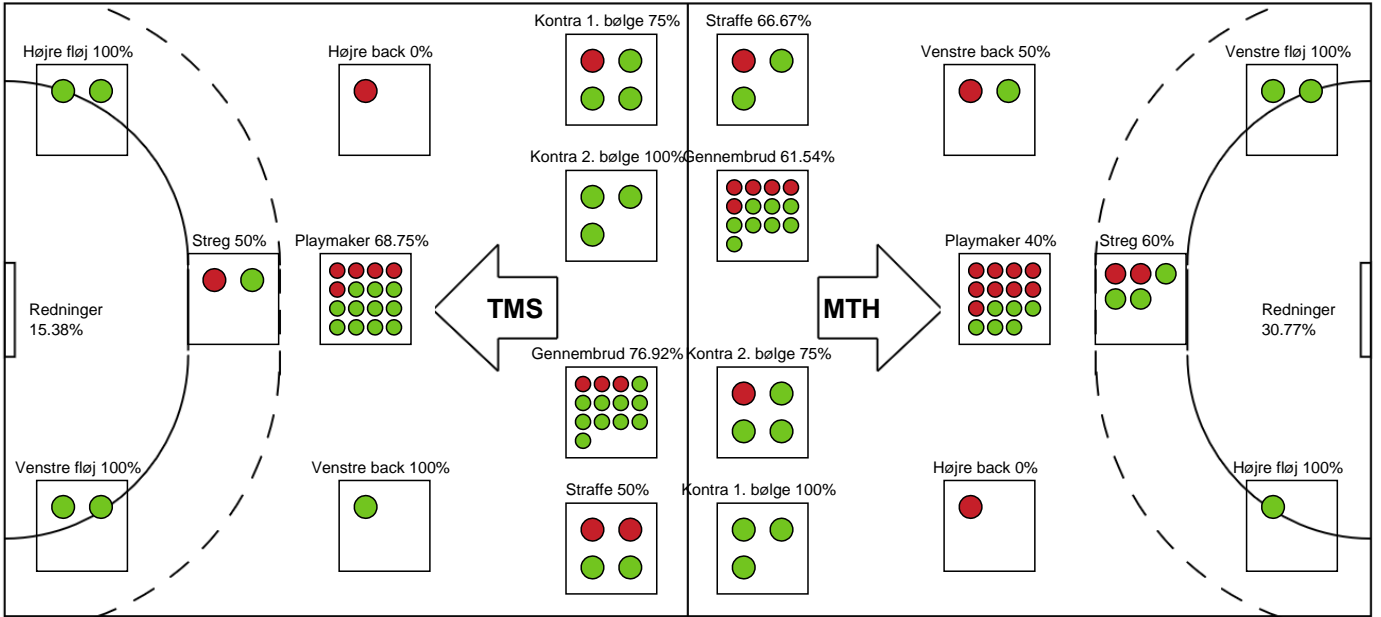 Kontra 1. bølge 75%
Straffe 66.67%
Højre fløj 100%
Højre back 0%
Venstre back 50%
Venstre fløj 100%
Kontra 2. bølge 100%
Gennembrud 61.54%
Streg 50%
Playmaker 68.75%
Playmaker 40%
Streg 60%
Redninger
15.38%
TMS
MTH
Redninger
30.77%
Gennembrud 76.92%
Kontra 2. bølge 75%
Venstre fløj 100%
Venstre back 100%
Højre back 0%
Højre fløj 100%
Straffe 50%
Kontra 1. bølge 100%